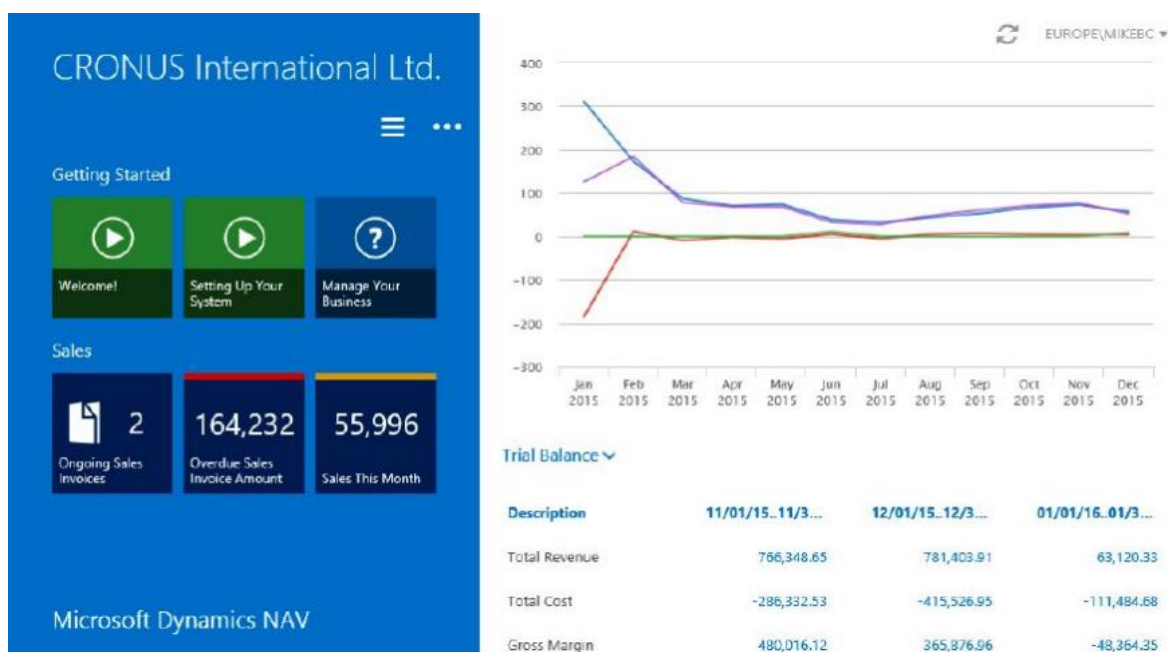 CRONUS International Ltd.
Getting Started
Welcome!
Setting Up Your
System
Manage Your
Business
Sales
2
Ongoing Sales
Invoices
164,232
Overdue Sales
Invoice Amount
55,996
Sales This Month
Microsoft Dynamics NAV
EUROPE\MIKEBC
400
300
200
100
0
-100
-200
-300
Jan Feb Mar Apr May Jun Jul Aug Sep Oct Nov Dec
2015 2015 2015 2015 2015 2015 2015 2015 2015 2015 2015 2015
Trial Balance
Description 11/01/15..11/3... 12/01/15..12/3... 01/01/16..01/3...
Total Revenue 766,348.65 781,403.91 63,120.33
Total Cost -286,332.53 -415,526.95 -111,484.68
Gross Margin 480,016.12 365,876.96 -48,364.35